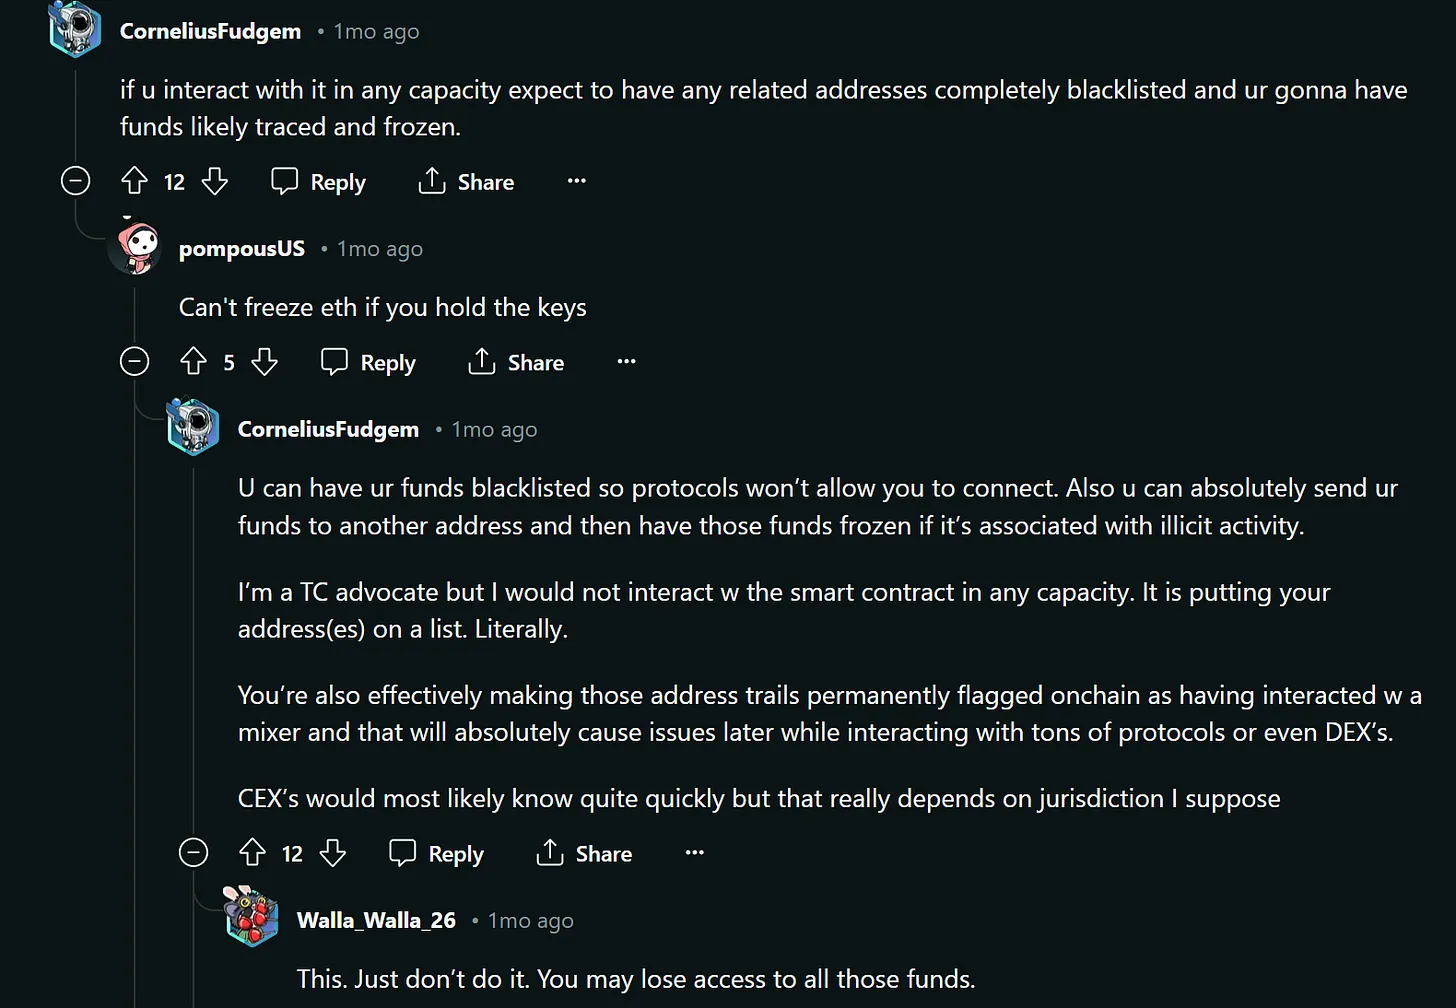 CorneliusFudgem • 1mo ago
if u interact with it in any capacity expect to have any related addresses completely blacklisted and ur gonna have
funds likely traced and frozen.
12 Reply Share ...
pompousUS • 1mo ago
Can't freeze eth if you hold the keys
5 Reply Share ...
CorneliusFudgem • 1mo ago
U can have ur funds blacklisted so protocols won’t allow you to connect. Also u can absolutely send ur
funds to another address and then have those funds frozen if it’s associated with illicit activity.
I’m a TC advocate but I would not interact w the smart contract in any capacity. It is putting your
address(es) on a list. Literally.
You’re also effectively making those address trails permanently flagged onchain as having interacted w a
mixer and that will absolutely cause issues later while interacting with tons of protocols or even DEX’s.
CEX’s would most likely know quite quickly but that really depends on jurisdiction I suppose
12 Reply Share ...
Walla_Walla_26 • 1mo ago
This. Just don’t do it. You may lose access to all those funds.